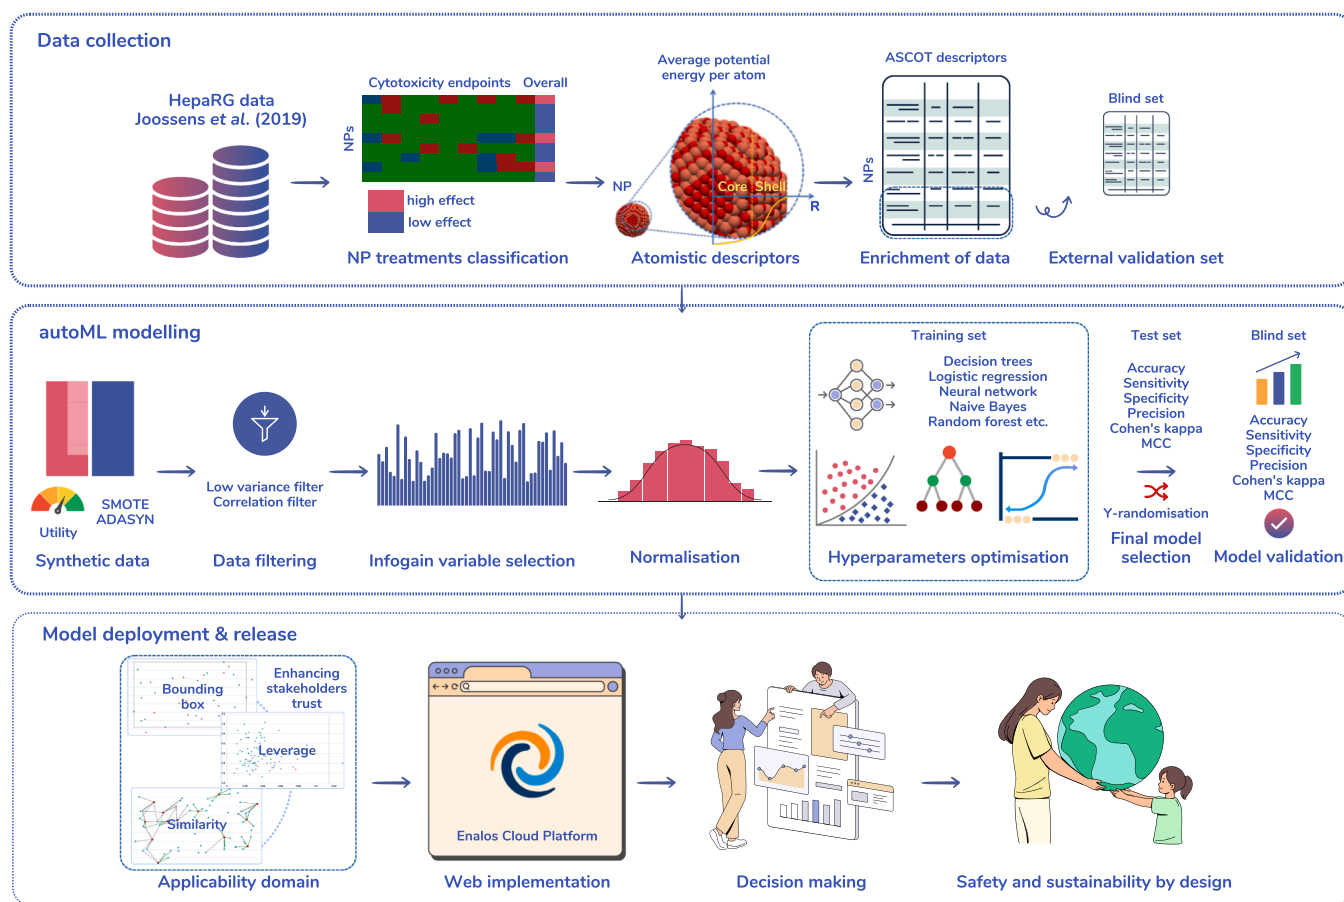 Data collection
HepaRG data
Joossens et al. (2019)
Cytotoxicity endpoints
Overall
NPs
high effect
low effect
NP treatments classification
Average potential
energy per atom
NP
Core
Shell
R
Atomistic descriptors
ASCOT descriptors
NPs
Enrichment of data
Blind set
External validation set
autoML modelling
Utility
SMOTE
ADASYN
Synthetic data
Low variance filter
Correlation filter
Data filtering
Infogain variable selection
Normalisation
Training set
Decision trees
Logistic regression
Neural network
Naive Bayes
Random forest etc.
Hyperparameters optimisation
Test set
Accuracy
Sensitivity
Specificity
Precision
Cohen's kappa
MCC
Y-randomisation
Final model
selection
Blind set
Accuracy
Sensitivity
Specificity
Precision
Cohen's kappa
MCC
Model validation
Model deployment & release
Bounding
box
Enhancing
stakeholders
trust
Leverage
Similarity
Applicability domain
Enalos Cloud Platform
Web implementation
Decision making
Safety and sustainability by design